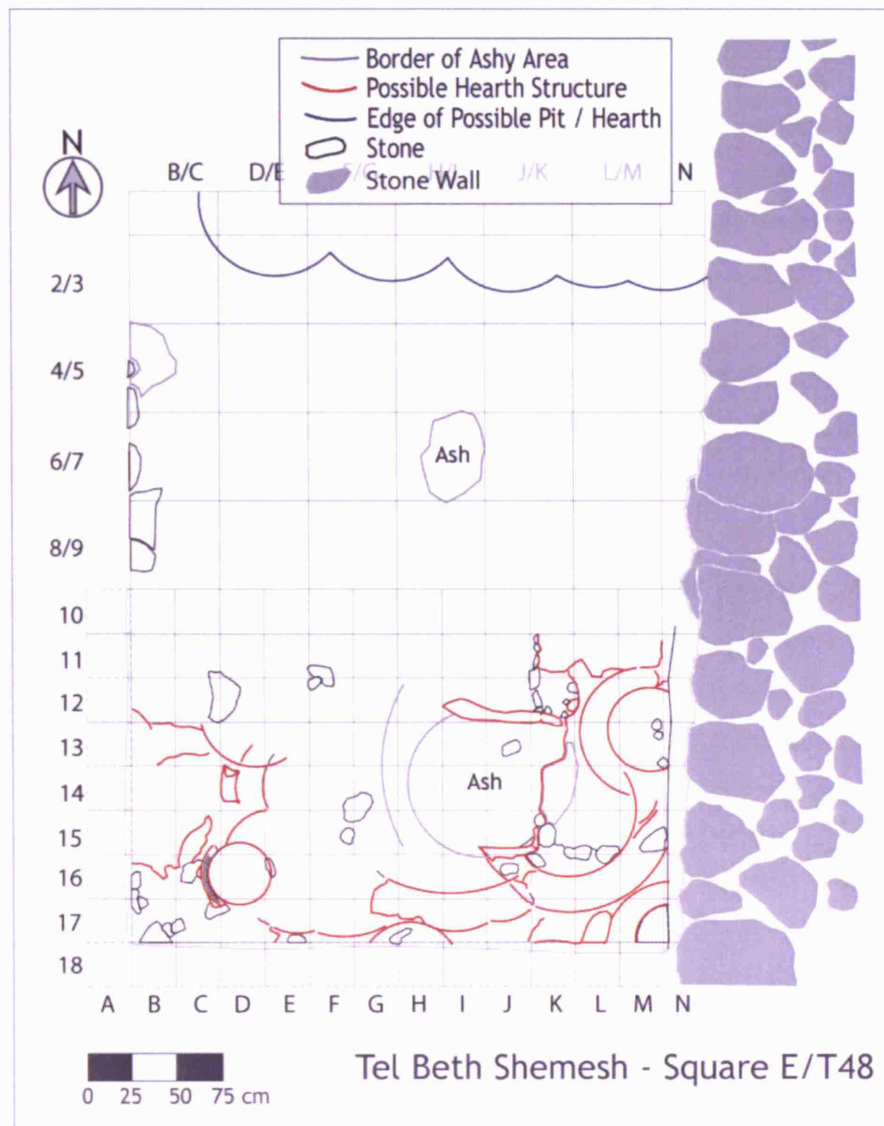 Border of Ashy Area
Possible Hearth Structure
Edge of Possible Pit / Hearth
Stone
Stone Wall
N
B/C D/E F/G H/I J/K L/M N
2/3
4/5
6/7
Ash
8/9
10
11
12
13
14
Ash
15
16
17
18
A B C D E F G H I J K L M N
0 25 50 75 cm
Tel Beth Shemesh - Square E/T48